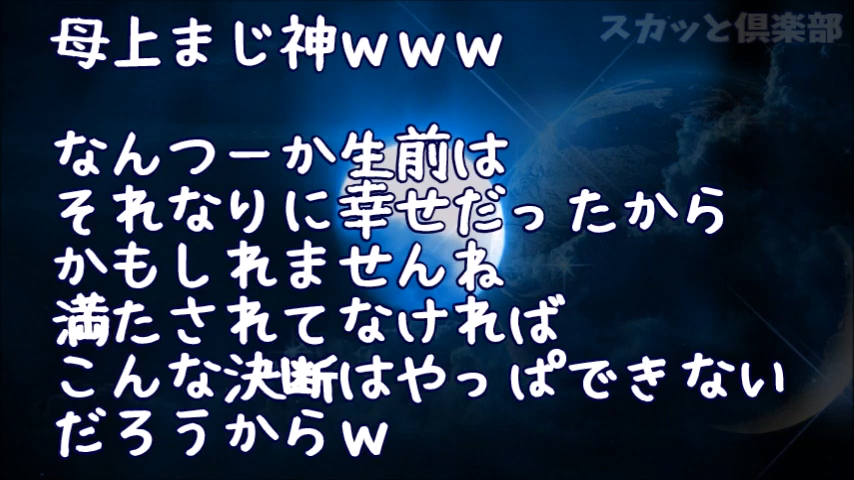 スカッと倶楽部
母上まじ神ｗｗｗ
なんつーか生前は
それなりに幸せだったから
かもしれませんね
満たされてなければ
こんな決断はやっぱできない
だろうからｗ